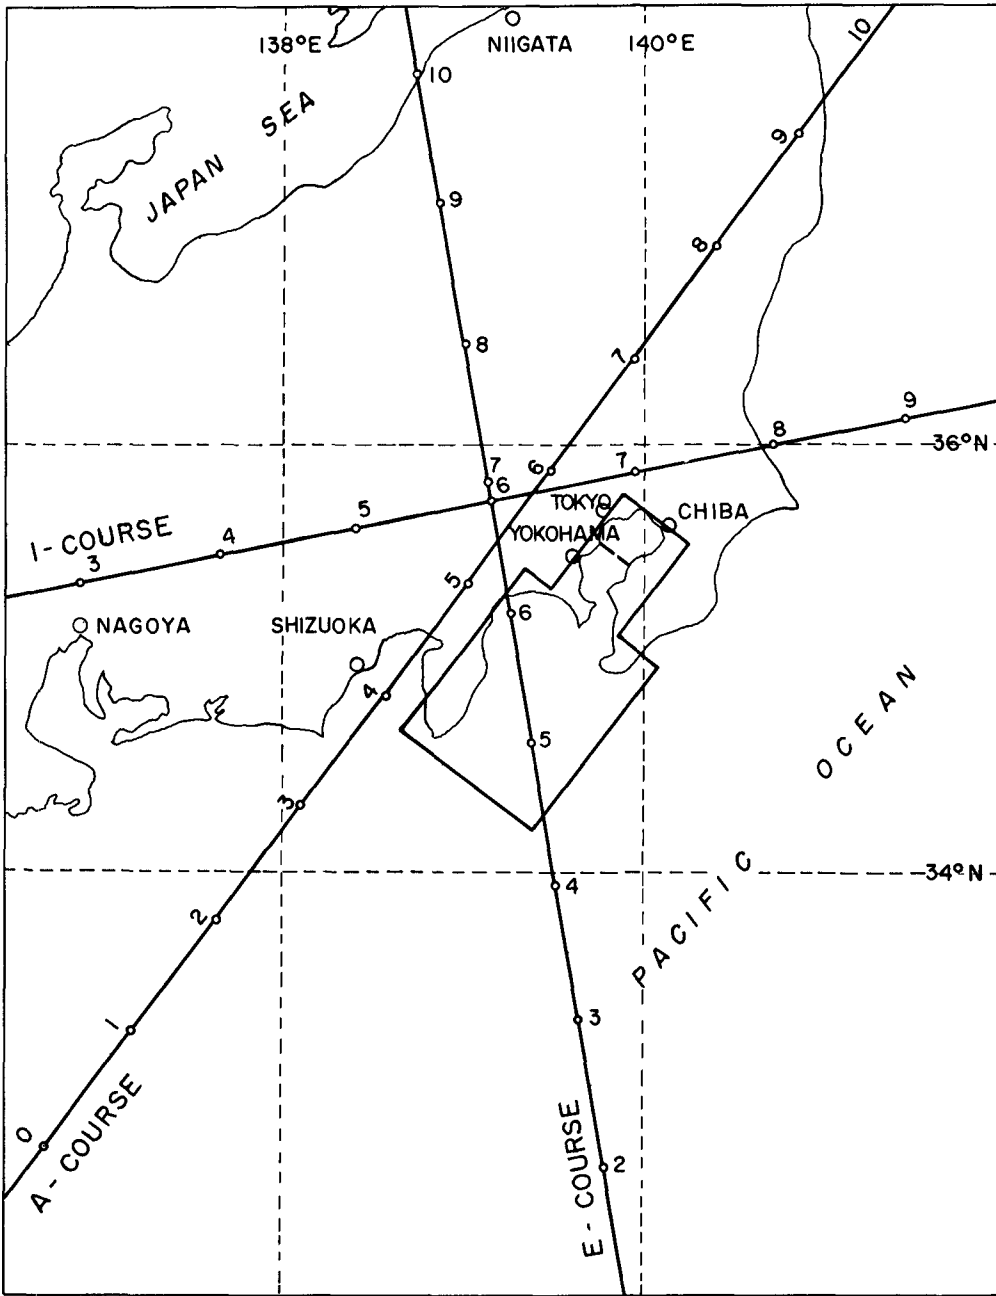 NIIGATA
138°E
140°E
10
10
JAPAN SEA
9
9
8
8
7
7
6
6
36°N
9
8
7
6
5
4
3
I-COURSE
TOKYO
CHIBA
YOKOHAMA
5
6
NAGOYA
SHIZUOKA
4
5
3
PACIFIC OCEAN
34°N
4
2
3
1
2
0
A-COURSE
E-COURSE